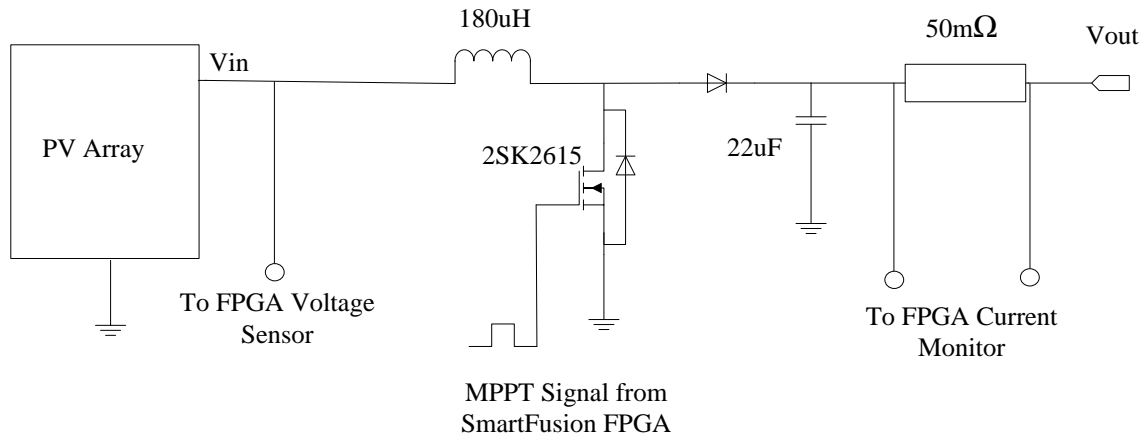 180uH
50mΩ
Vout
Vin
PV Array
2SK2615
22uF
To FPGA Voltage
Sensor
To FPGA Current
Monitor
MPPT Signal from
SmartFusion FPGA